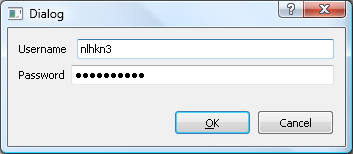 Dialog
Username nlhkn3
Password ●●●●●●●●●●
OK Cancel